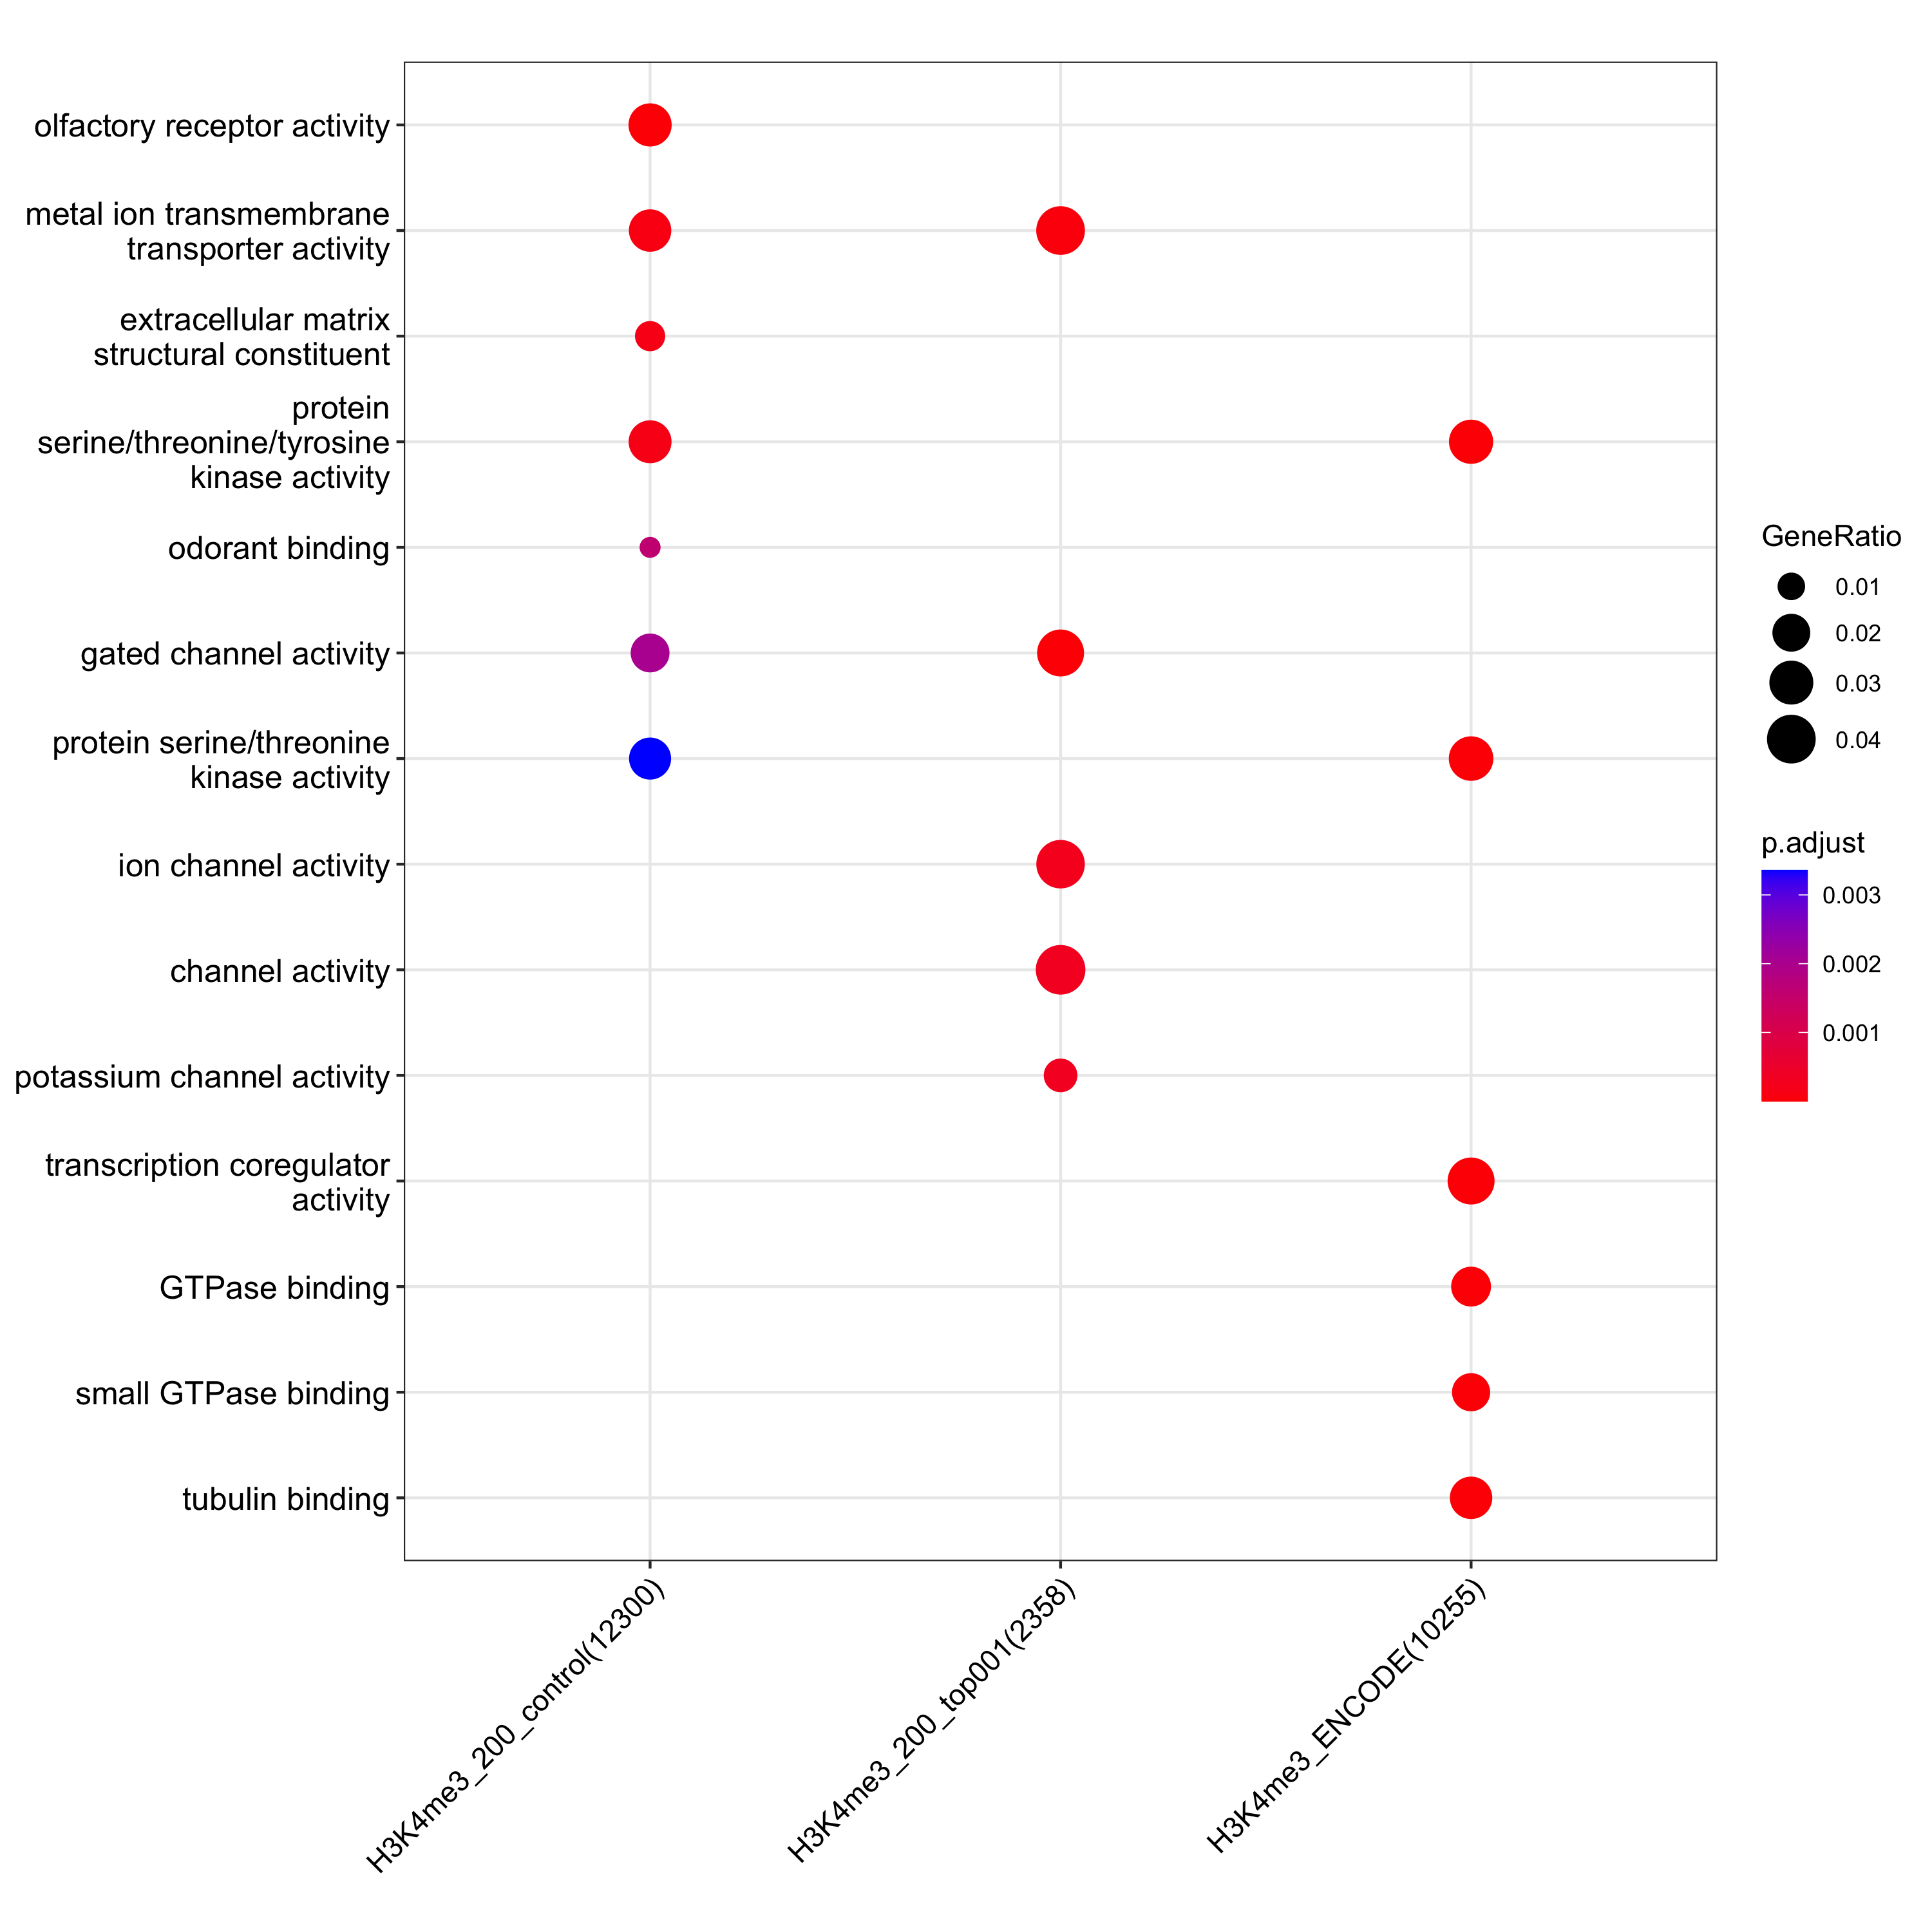 olfactory receptor activity
metal ion transmembrane
transporter activity
extracellular matrix
structural constituent
protein
serine/threonine/tyrosine
kinase activity
odorant binding
gated channel activity
protein serine/threonine
kinase activity
ion channel activity
channel activity
potassium channel activity
transcription coregulator
activity
GTPase binding
small GTPase binding
tubulin binding
H3K4me3_200_control(12300)
H3K4me3_200_top001(2358)
H3K4me3_ENCODE(10255)
GeneRatio
0.01
0.02
0.03
0.04
p.adjust
0.003
0.002
0.001